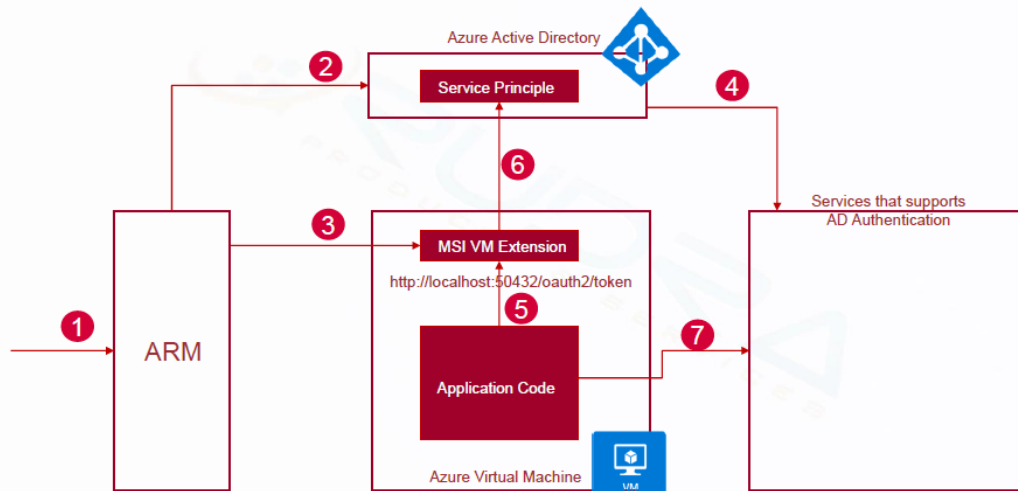 Azure Active Directory
2
Service Principle
4
6
Services that supports
AD Authentication
3
MSI VM Extension
http://localhost:50432/oauth2/token
1
5
ARM
7
Application Code
Azure Virtual Machine
VM